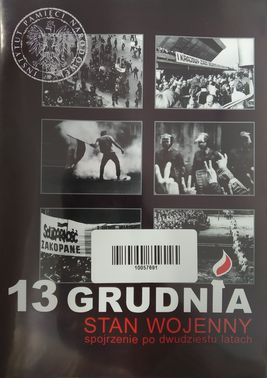 INSTYTUT PAMIĘCI NARODOWEJ
Solidarność
ZAKOPANE
10057691
13 GRUDNIA
STAN WOJENNY
spojrzenie po dwudziestu latach